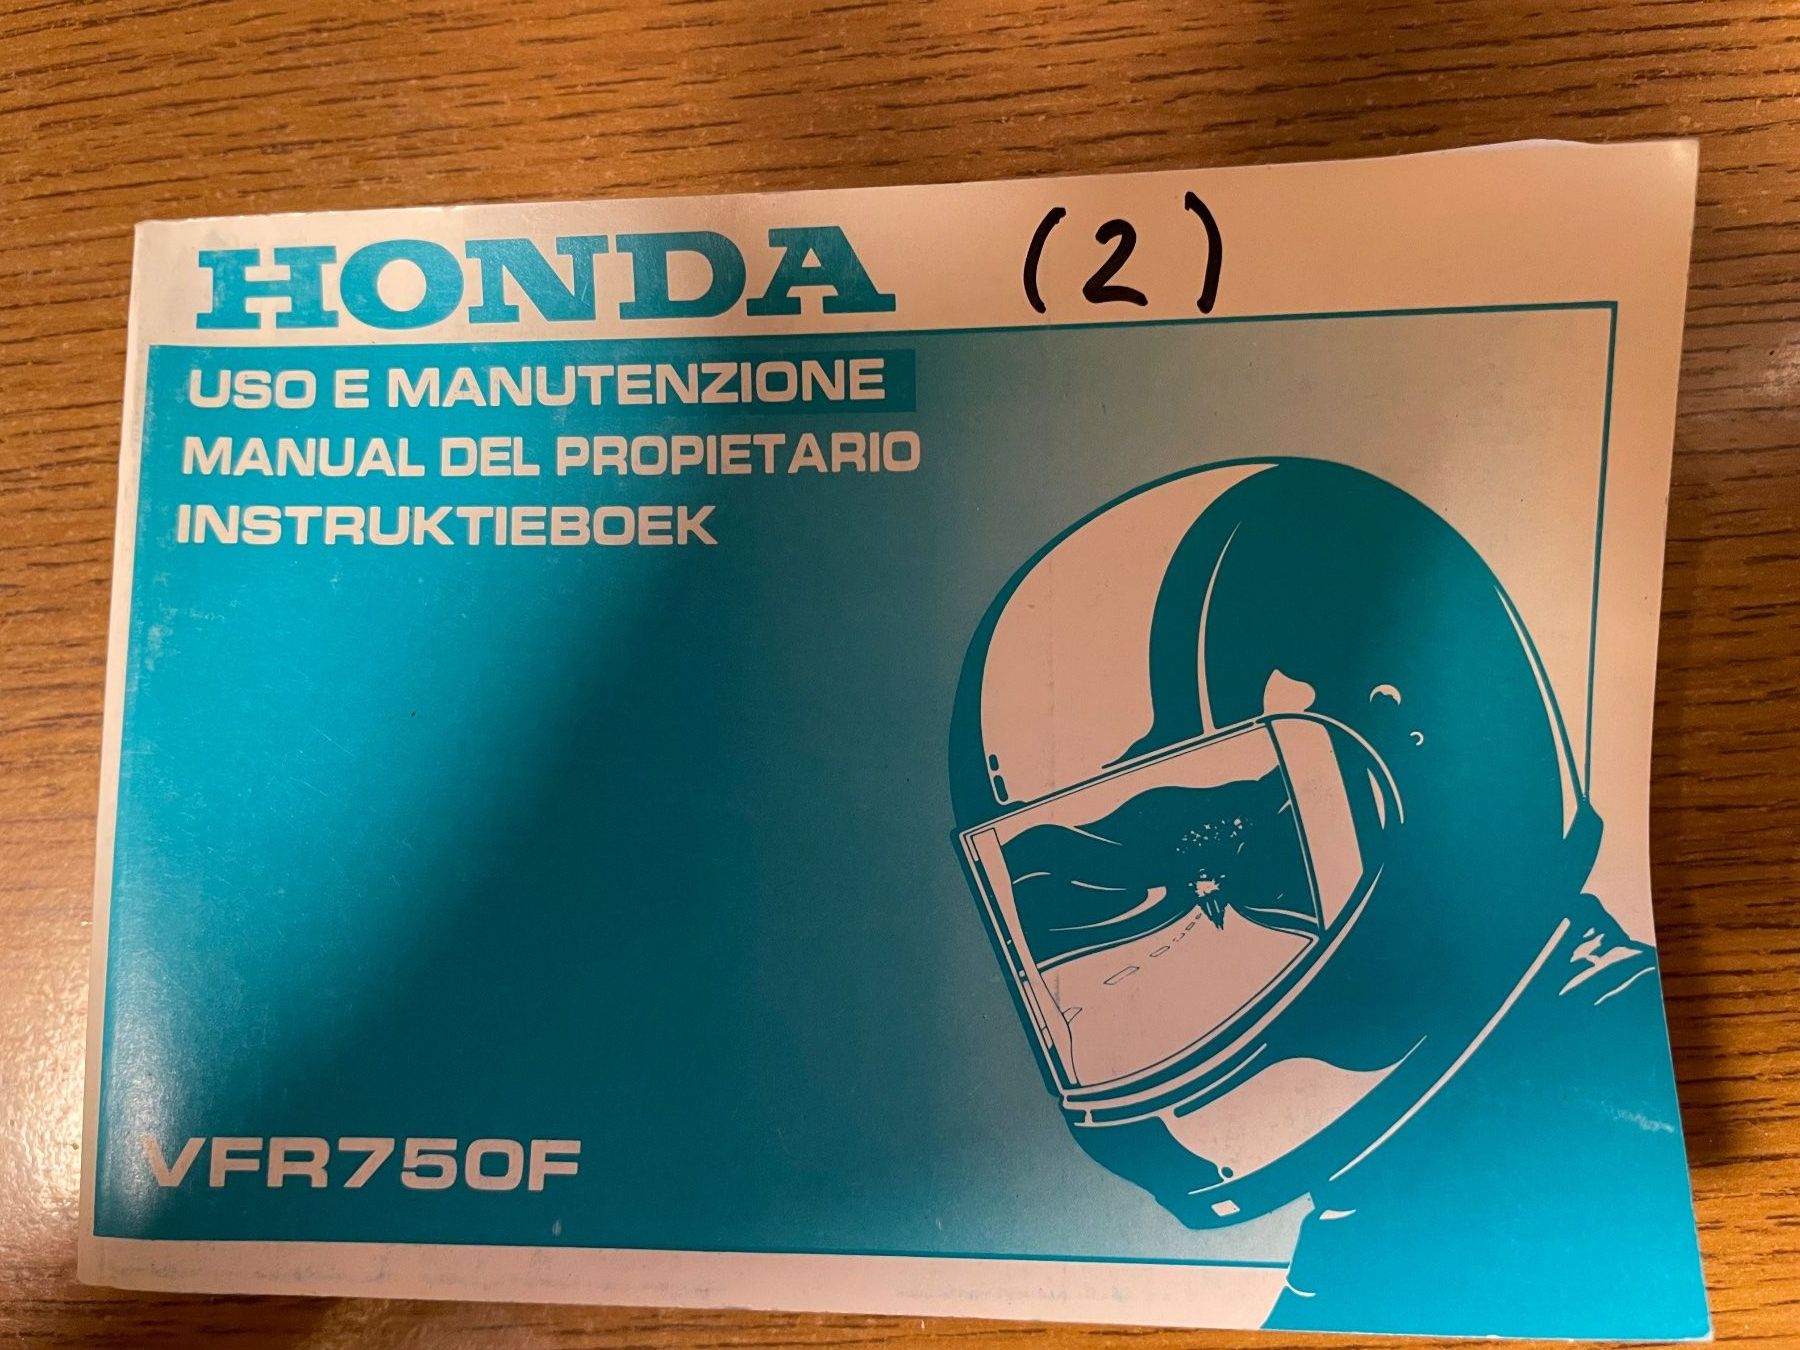 HONDA (2)
USO E MANUTENZIONE
MANUAL DEL PROPIETARIO
INSTRUKTIEBOEK
VFR750F